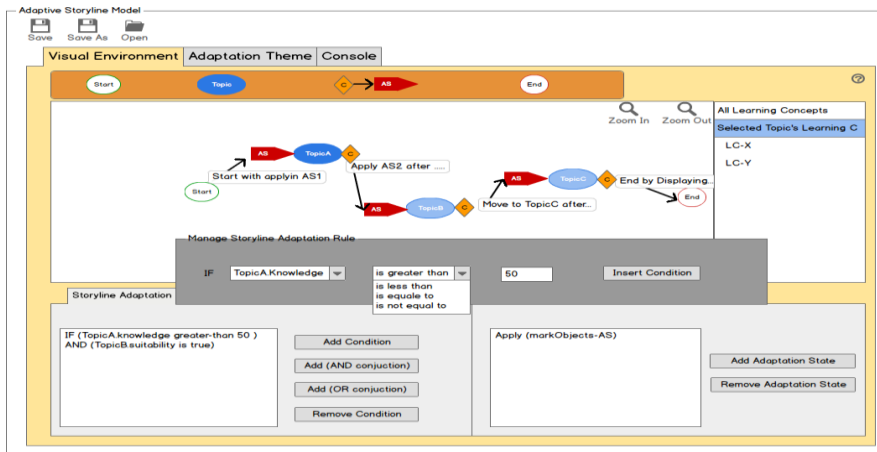 Adaptive Storyline Model
Save Save As Open
Visual Environment Adaptation Theme Console
Start Topic C AS End
?
Zoom In Zoom Out
All Learning Concepts
Selected Topic's Learning C
LC-X
LC-Y
AS TopicA C
Apply AS2 after .....
Start with applyin AS1
Start
AS TopicB C
Move to TopicC after...
AS TopicC C
End by Displaying...
End
Manage Storyline Adaptation Rule
IF TopicA.Knowledge is greater than 50 Insert Condition
is less than
is equale to
is not equal to
Storyline Adaptation
IF (TopicA.knowledge greater-than 50 )
AND (TopicB.suitability is true)
Add Condition
Add (AND conjuction)
Add (OR conjuction)
Remove Condition
Apply (markObjects-AS)
Add Adaptation State
Remove Adaptation State